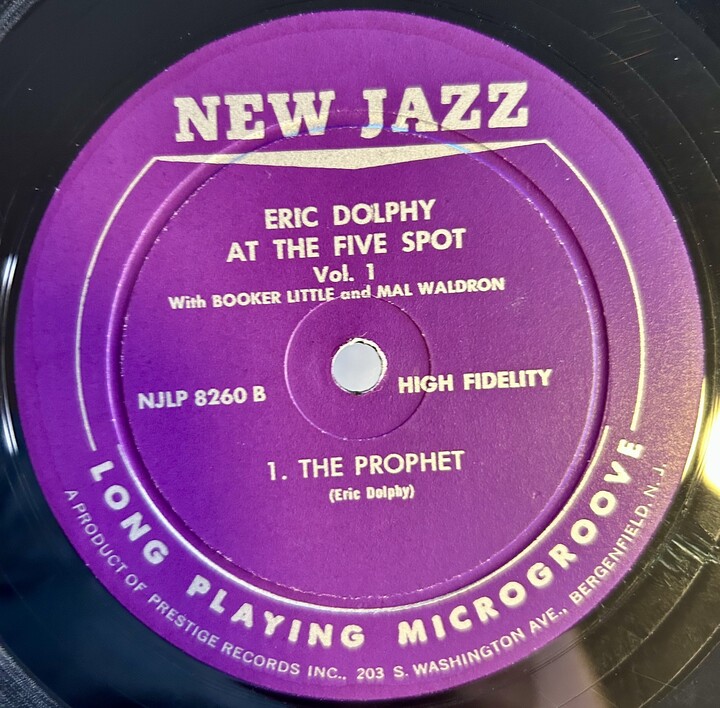 NEW JAZZ
ERIC DOLPHY
AT THE FIVE SPOT
Vol. 1
With BOOKER LITTLE and MAL WALDRON
NJLP 8260 B
HIGH FIDELITY
1. THE PROPHET
(Eric Dolphy)
LONG PLAYING MICROGROOVE
A PRODUCT OF PRESTIGE RECORDS INC., 203 S. WASHINGTON AVE., BERGENFIELD, N. J.